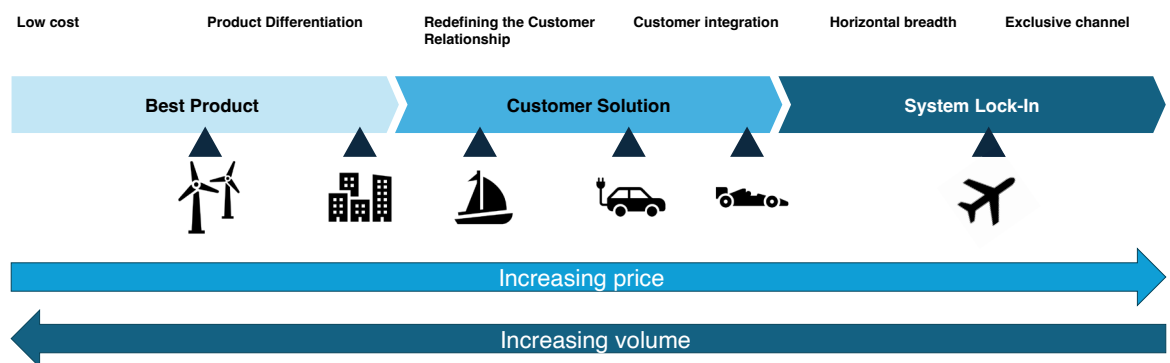 Low cost
Product Differentiation
Redefining the Customer
Relationship
Customer integration
Horizontal breadth
Exclusive channel
Best Product
Customer Solution
System Lock-In
Increasing price
Increasing volume